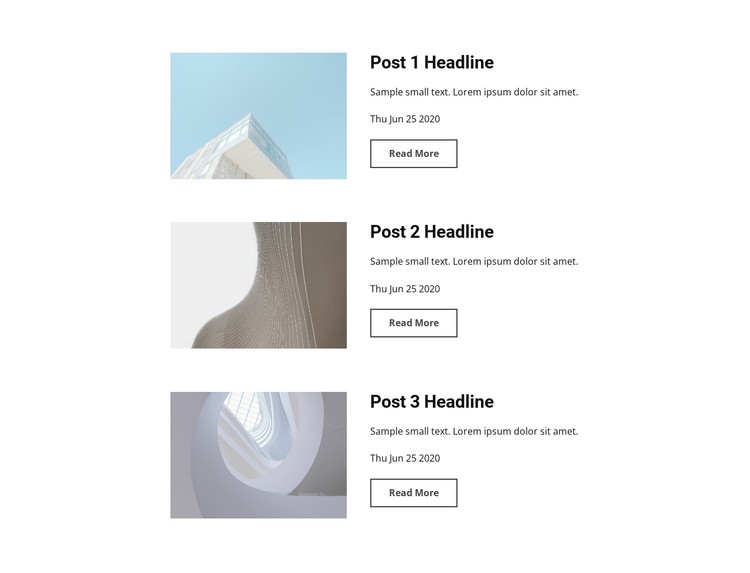 Post 1 Headline
Sample small text. Lorem ipsum dolor sit amet.
Thu Jun 25 2020
Read More
Post 2 Headline
Sample small text. Lorem ipsum dolor sit amet.
Thu Jun 25 2020
Read More
Post 3 Headline
Sample small text. Lorem ipsum dolor sit amet.
Thu Jun 25 2020
Read More